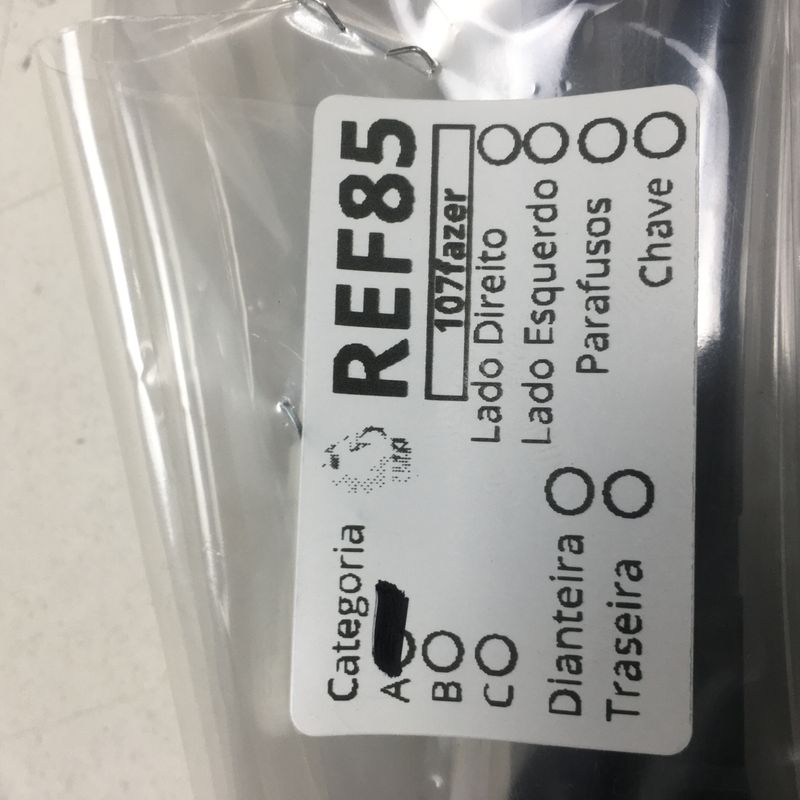 Categoria
REF85
A
107fazer
B
Lado Direito
C
Lado Esquerdo
Dianteira
Parafusos
Traseira
Chave